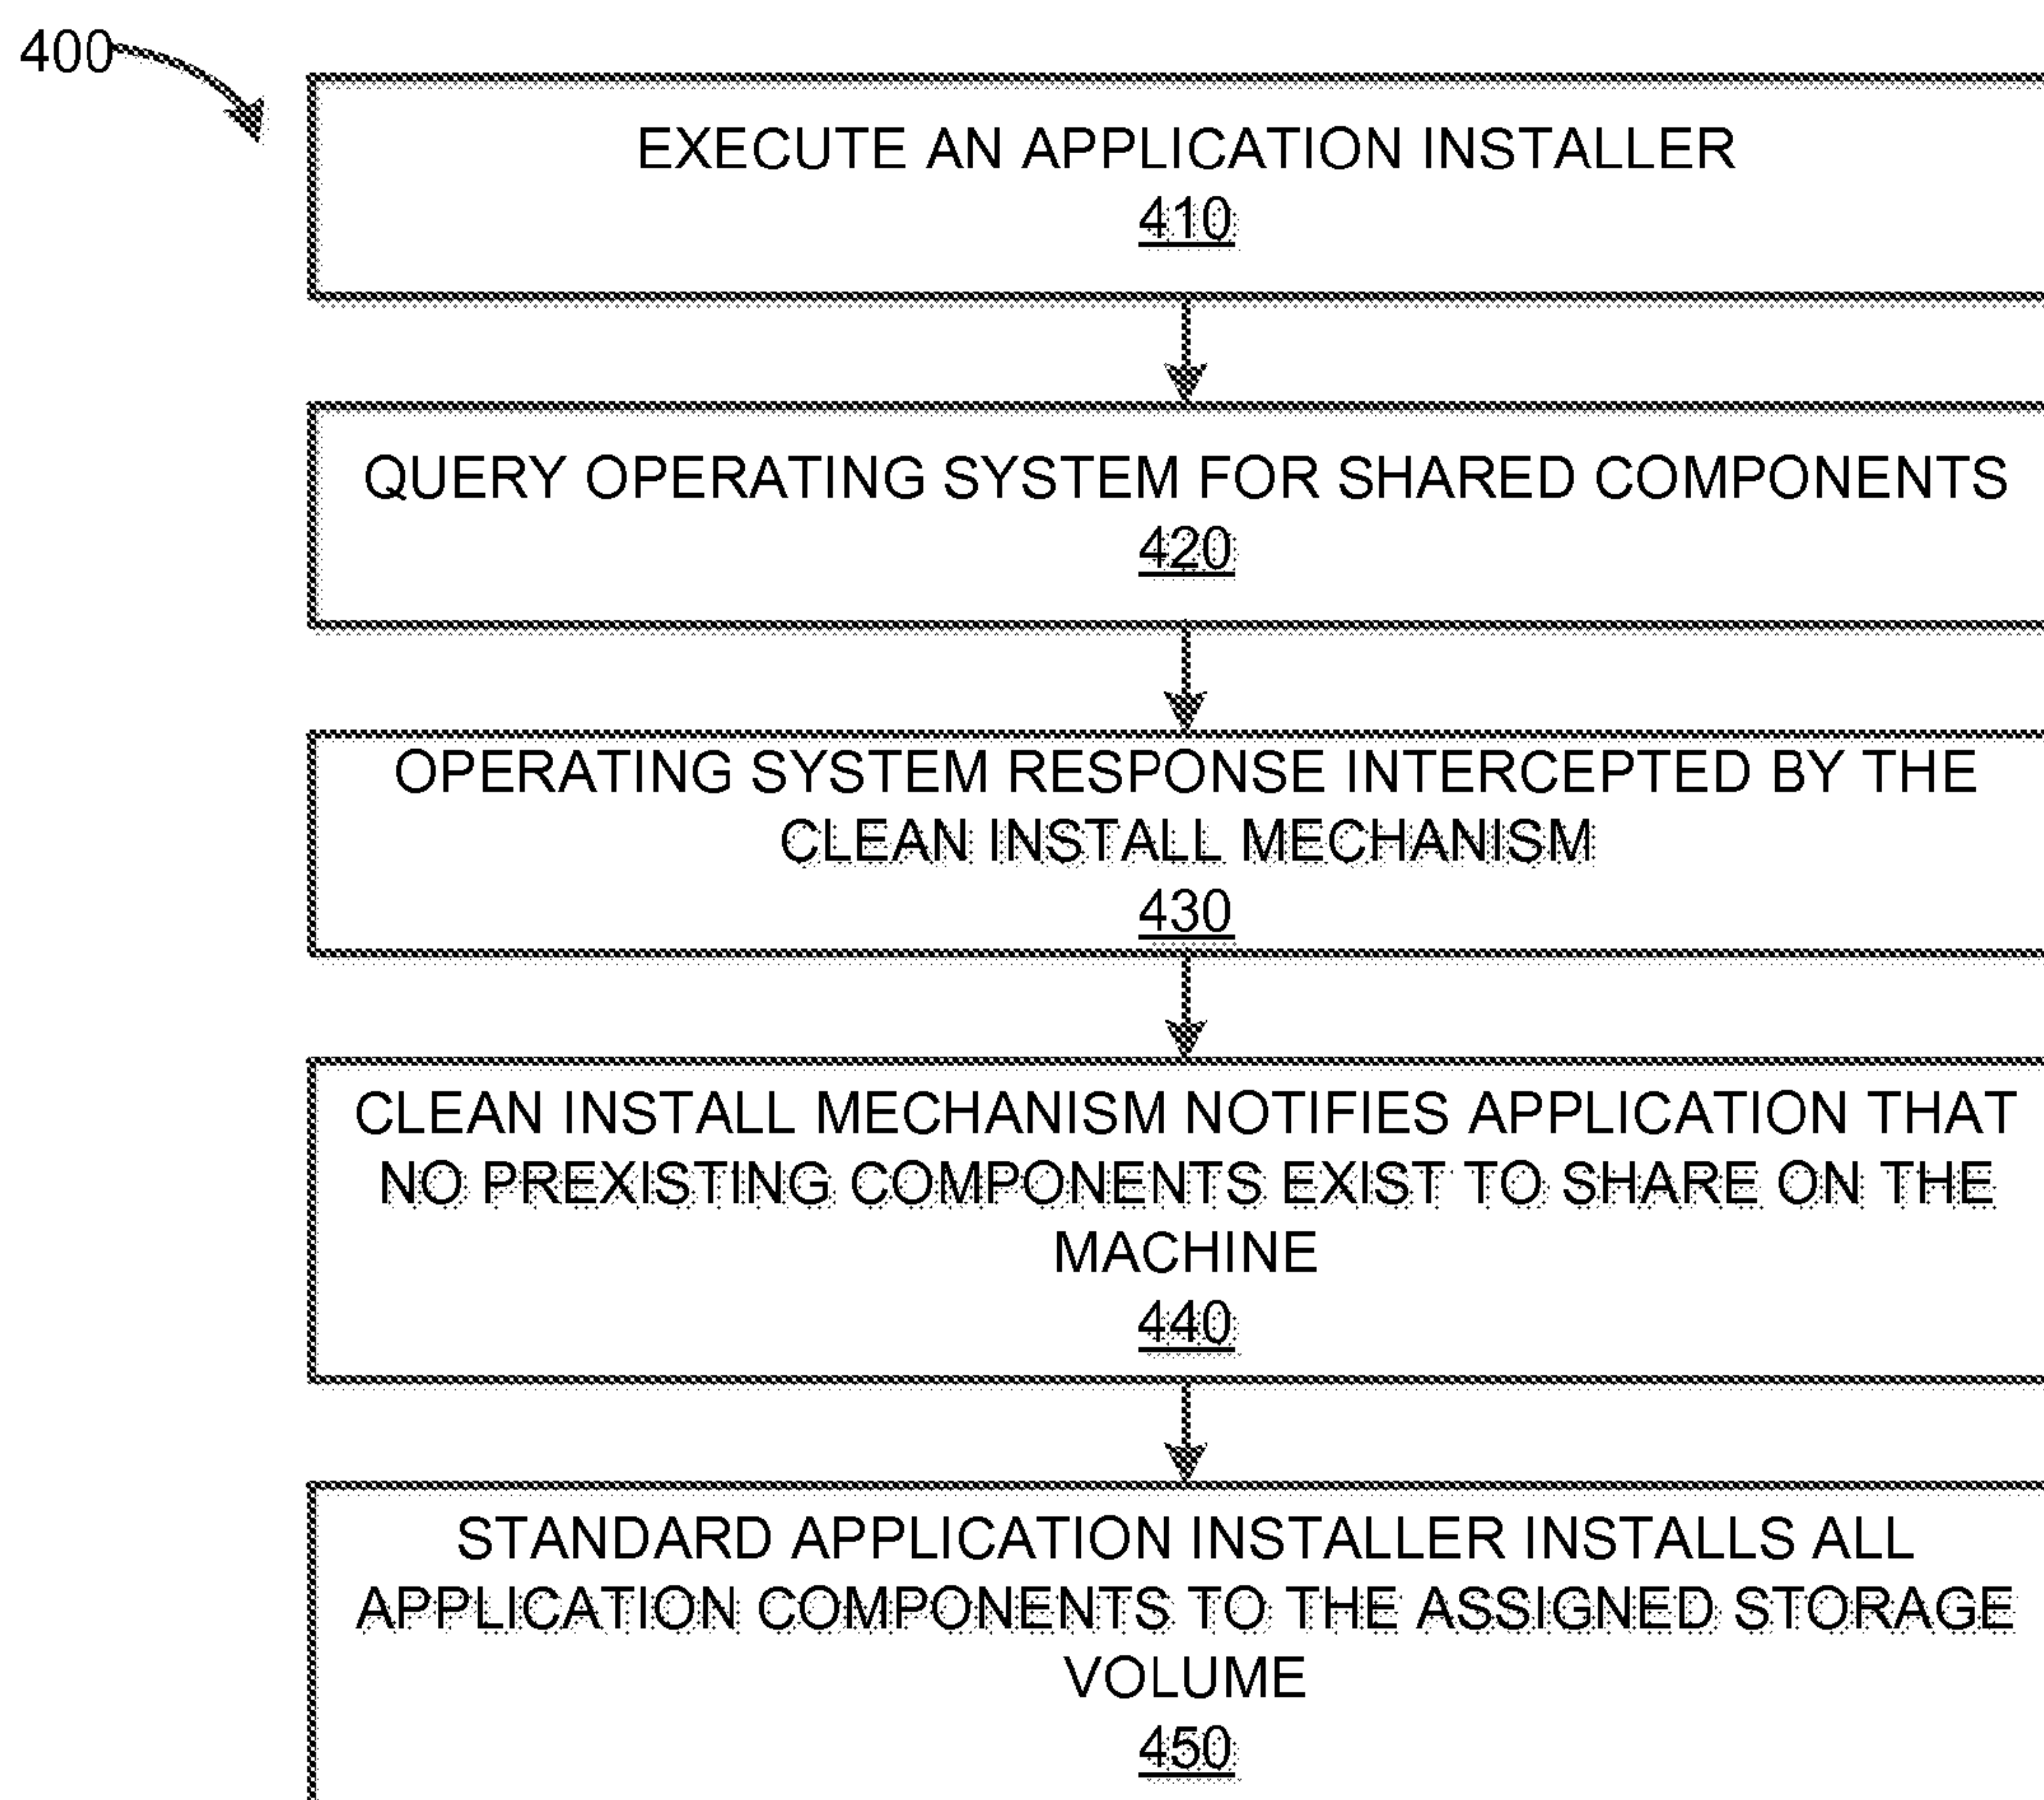 400
EXECUTE AN APPLICATION INSTALLER
410
QUERY OPERATING SYSTEM FOR SHARED COMPONENTS
420
OPERATING SYSTEM RESPONSE INTERCEPTED BY THE
CLEAN INSTALL MECHANISM
430
CLEAN INSTALL MECHANISM NOTIFIES APPLICATION THAT
NO PREXISTING COMPONENTS EXIST TO SHARE ON THE
MACHINE
440
STANDARD APPLICATION INSTALLER INSTALLS ALL
APPLICATION COMPONENTS TO THE ASSIGNED STORAGE
VOLUME
450